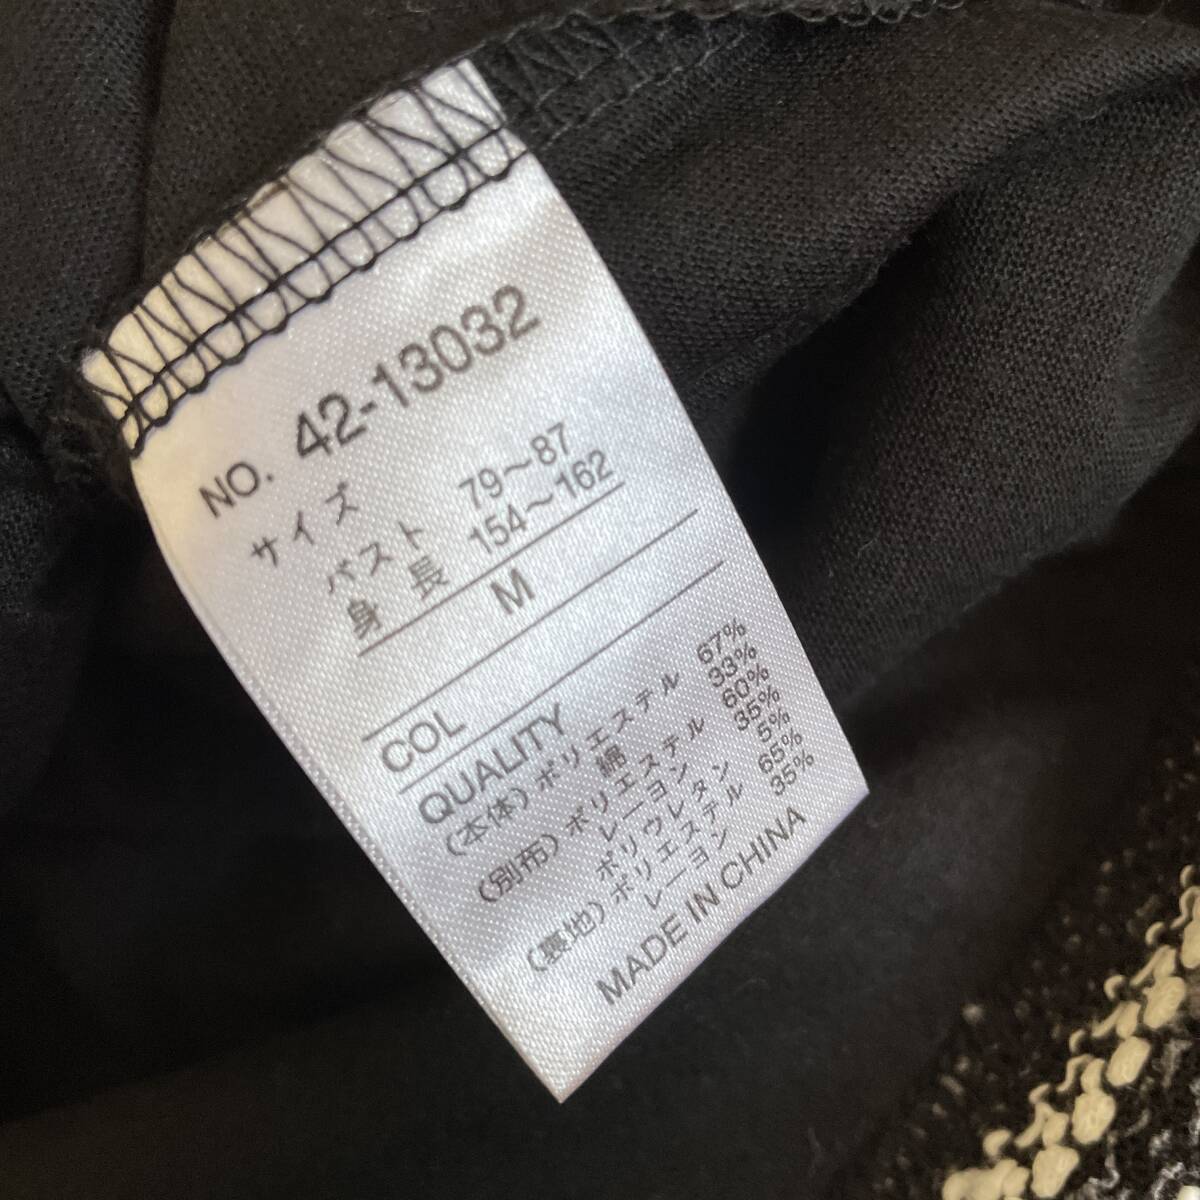 NO. 42-13032
サイズ
バスト 79～87
身長 154～162
M
COL
QUALITY
(本体)ポリエステル 67%
綿 33%
(別布)ポリエステル 60%
レーヨン 35%
ポリウレタン 5%
(裏地)ポリエステル 65%
レーヨン 35%
MADE IN CHINA